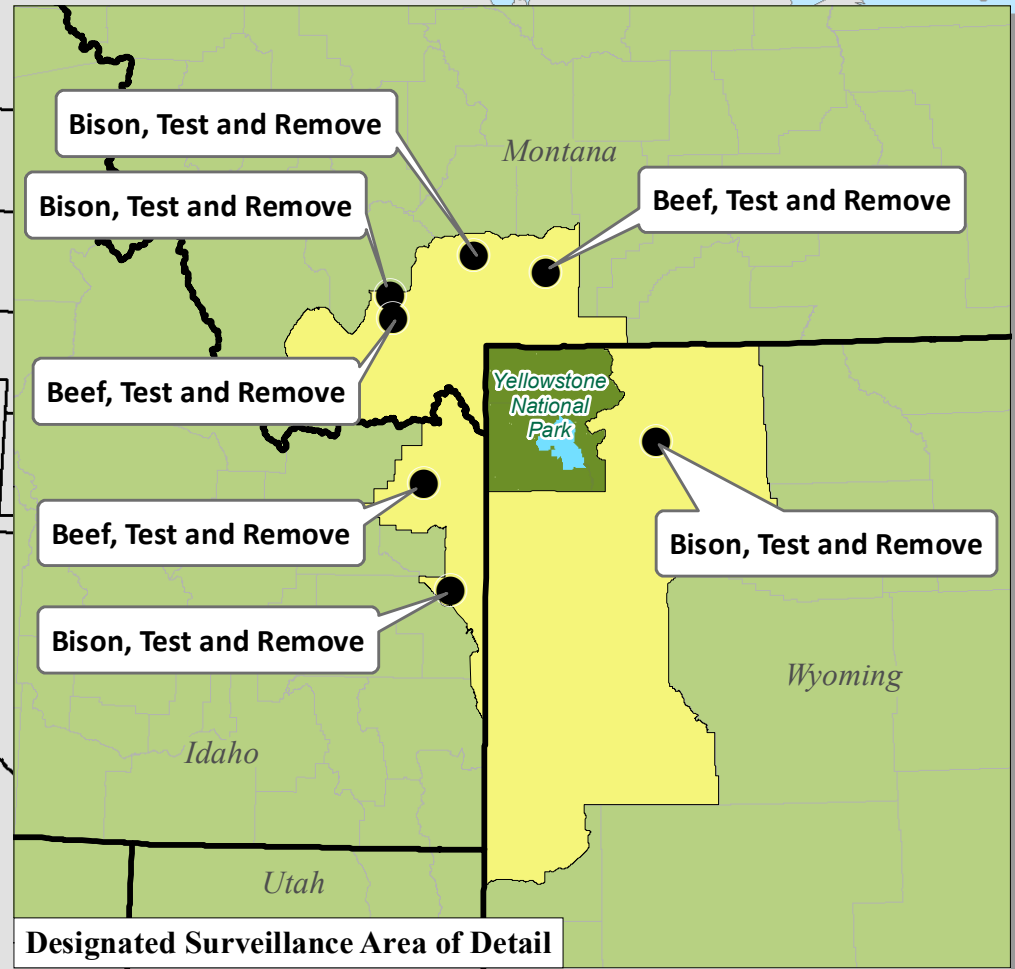 Bison, Test and Remove
Montana
Bison, Test and Remove
Beef, Test and Remove
Beef, Test and Remove
Yellowstone
National
Park
Beef, Test and Remove
Bison, Test and Remove
Bison, Test and Remove
Wyoming
Idaho
Utah
Designated Surveillance Area of Detail